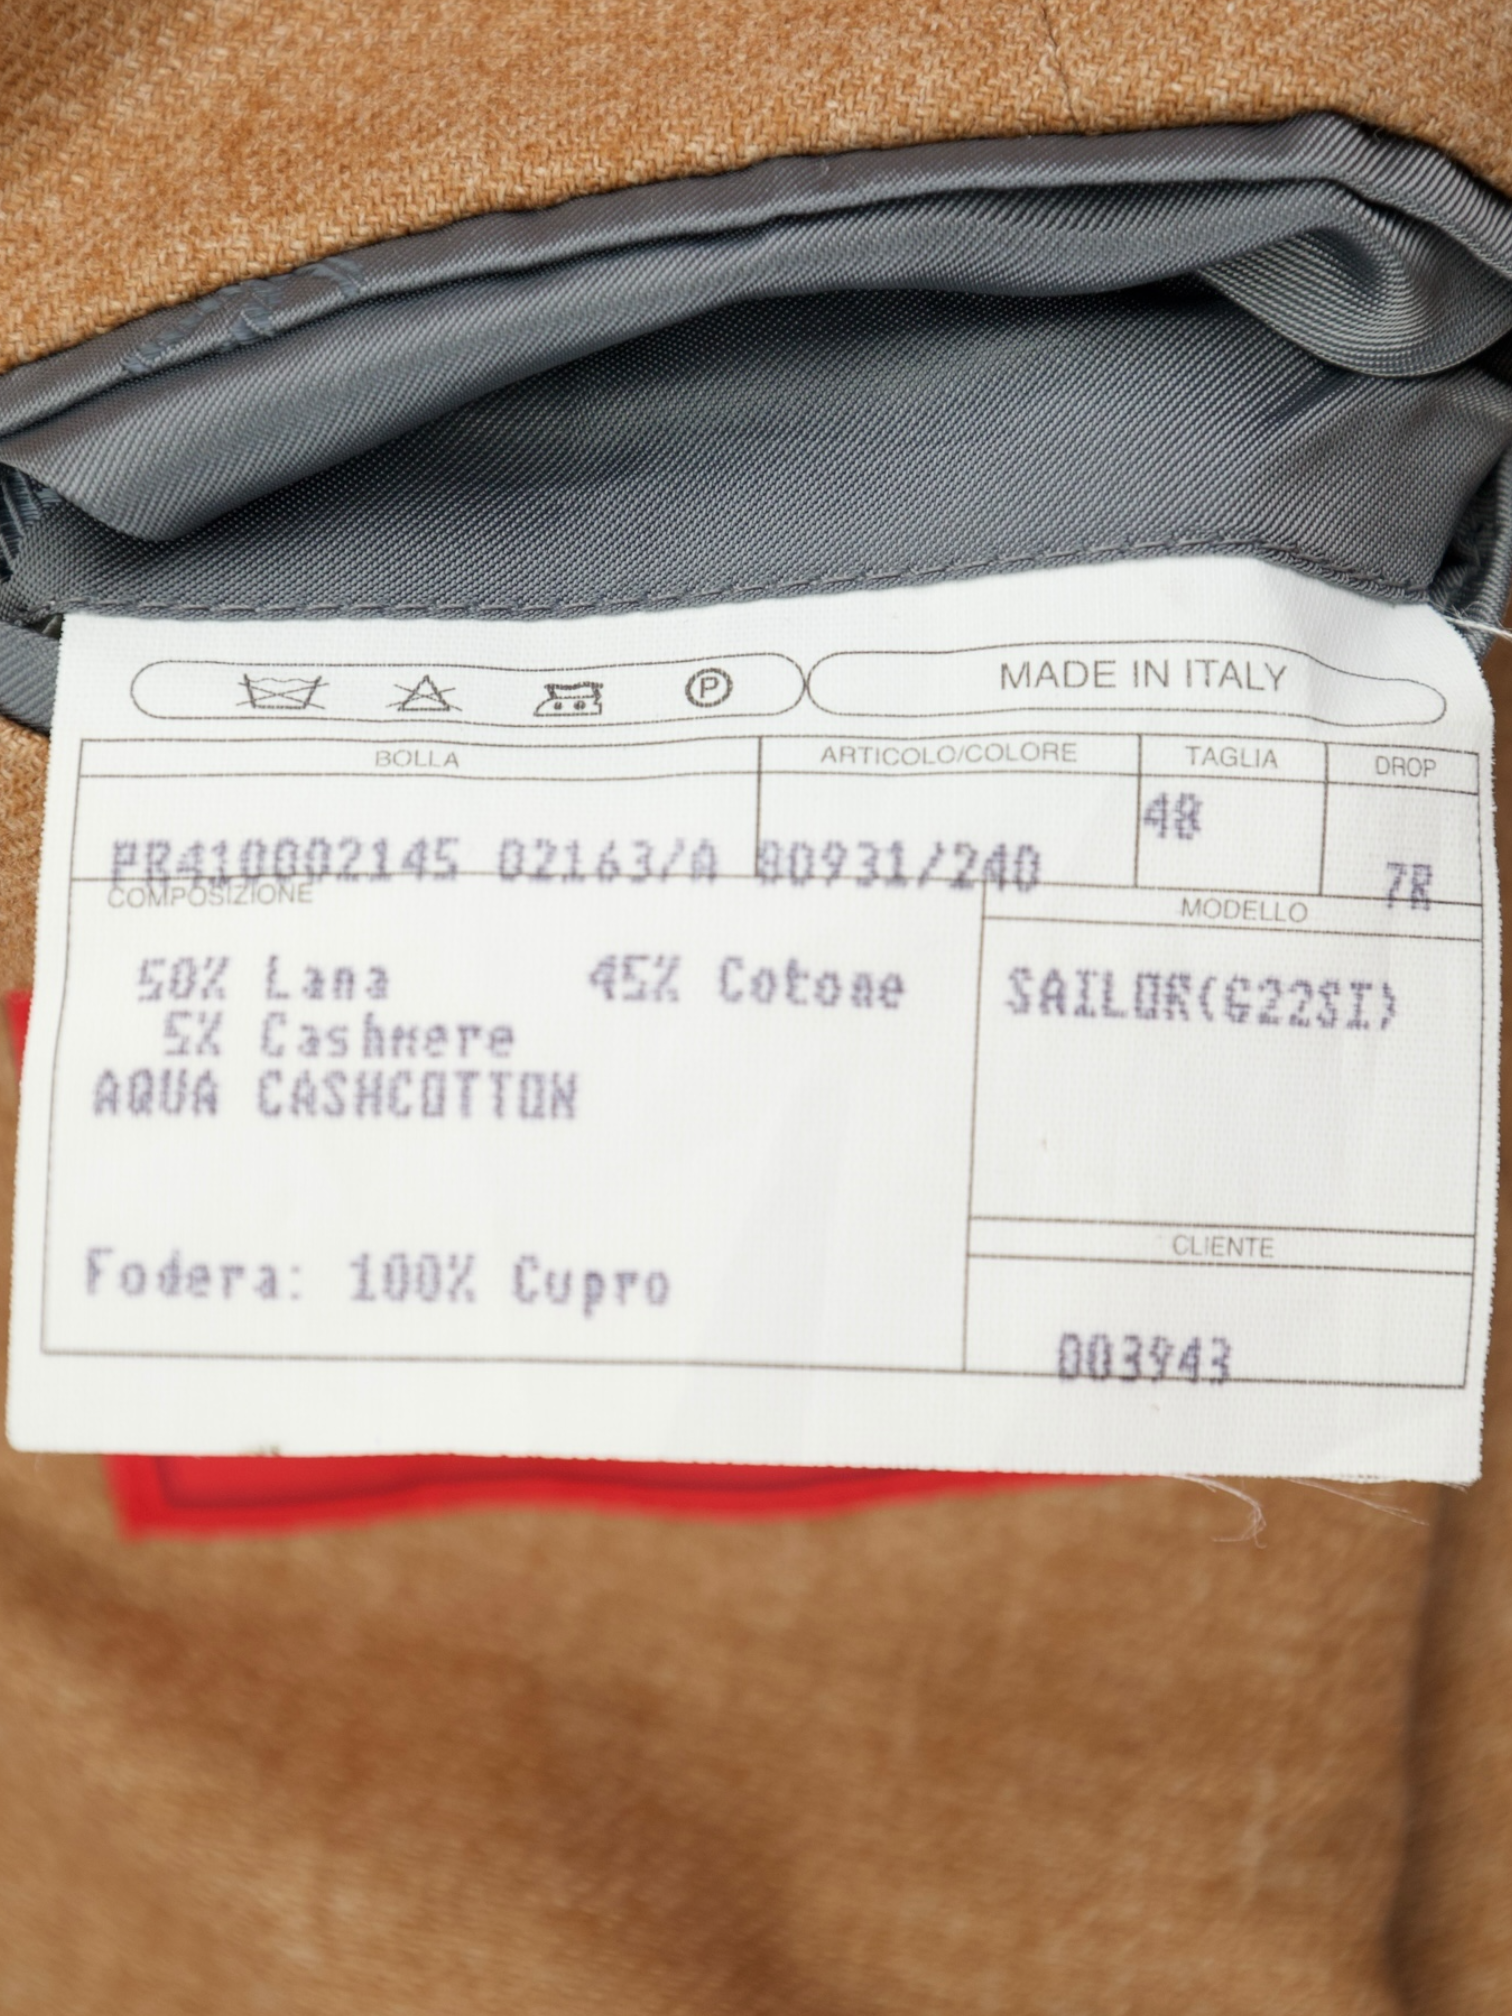 P
MADE IN ITALY
BOLLA ARTICOLO/COLORE TAGLIA DROP
PR410002145 02163/A 80931/240 48 7R
COMPOSIZIONE MODELLO
50% Lana 45% Cotone SAILOR(G22SI)
5% Cashmere
AQUA CASHCOTTON
CLIENTE
Fodera: 100% Cupro
003943